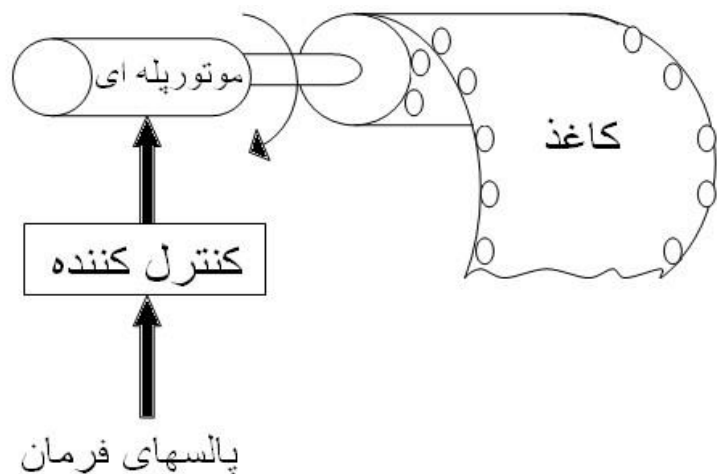 موتورپله ای
کاغذ
کنترل کننده
پالسهای فرمان